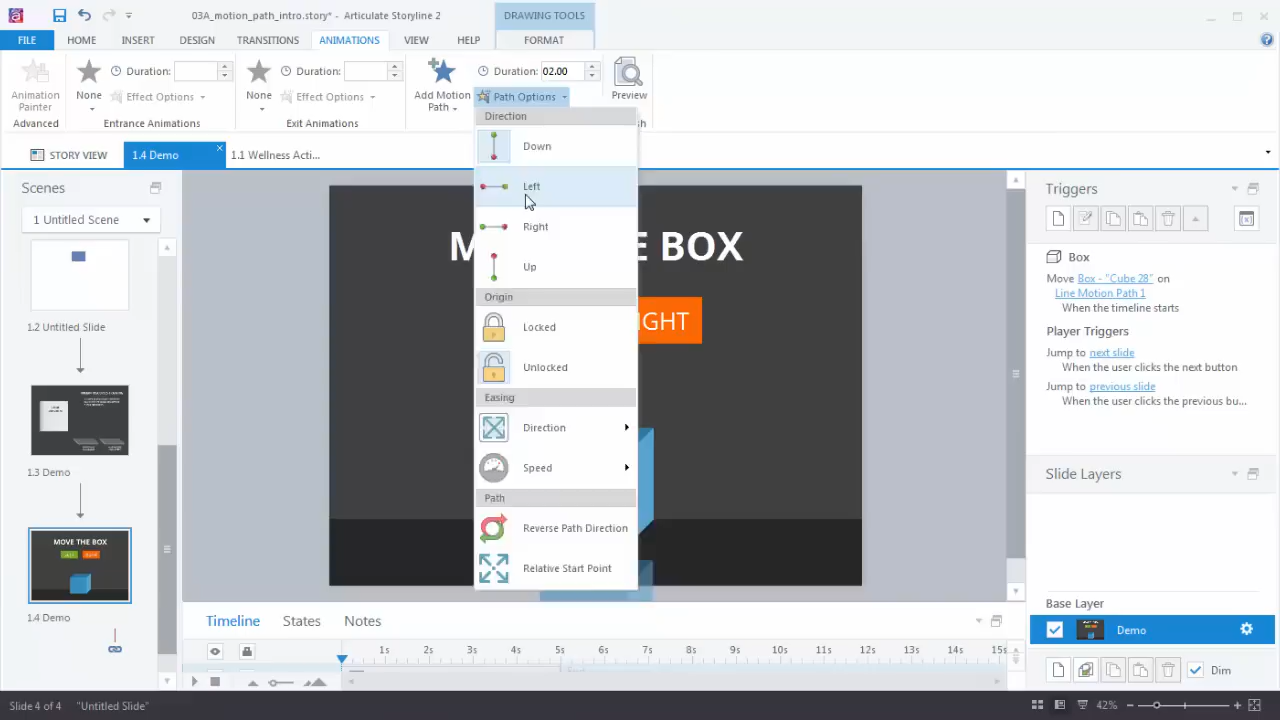 03A_motion_path_intro.story* - Articulate Storyline 2
DRAWING TOOLS
FILE HOME INSERT DESIGN TRANSITIONS ANIMATIONS VIEW HELP FORMAT
Animation Painter
Advanced
None
Duration:
Effect Options
Entrance Animations
None
Duration:
Effect Options
Exit Animations
Add Motion Path
Duration: 02.00
Path Options
Preview
STORY VIEW
1.4 Demo
1.1 Wellness Acti...
Direction
Down
Left
Right
Up
Origin
Locked
Unlocked
Easing
Direction
Speed
Path
Reverse Path Direction
Relative Start Point
Scenes
1 Untitled Scene
1.2 Untitled Slide
1.3 Demo
MOVE THE BOX
1.4 Demo
BOX
Triggers
Box
Move Box - "Cube 28" on
Line Motion Path 1
When the timeline starts
Player Triggers
Jump to next slide
When the user clicks the next button
Jump to previous slide
When the user clicks the previous bu...
Slide Layers
Base Layer
Demo
Dim
Timeline States Notes
1s 2s 3s 4s 5s 6s 7s 8s 9s 10s 11s 12s 13s 14s 15s
Slide 4 of 4 "Untitled Slide"
42%